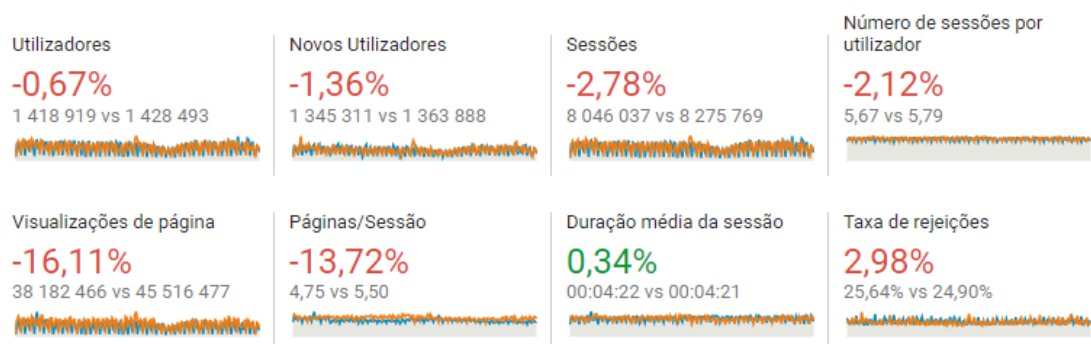 Utilizadores
-0,67%
1 418 919 vs 1 428 493
Novos Utilizadores
-1,36%
1 345 311 vs 1 363 888
Sessões
-2,78%
8 046 037 vs 8 275 769
Número de sessões por
utilizador
-2,12%
5,67 vs 5,79
Visualizações de página
-16,11%
38 182 466 vs 45 516 477
Páginas/Sessão
-13,72%
4,75 vs 5,50
Duração média da sessão
0,34%
00:04:22 vs 00:04:21
Taxa de rejeições
2,98%
25,64% vs 24,90%